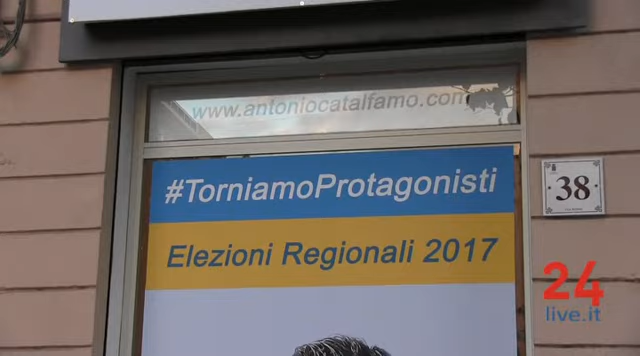 www.antoniocatalfamo.com
#TorniamoProtagonisti
Elezioni Regionali 2017
38
24
live.it